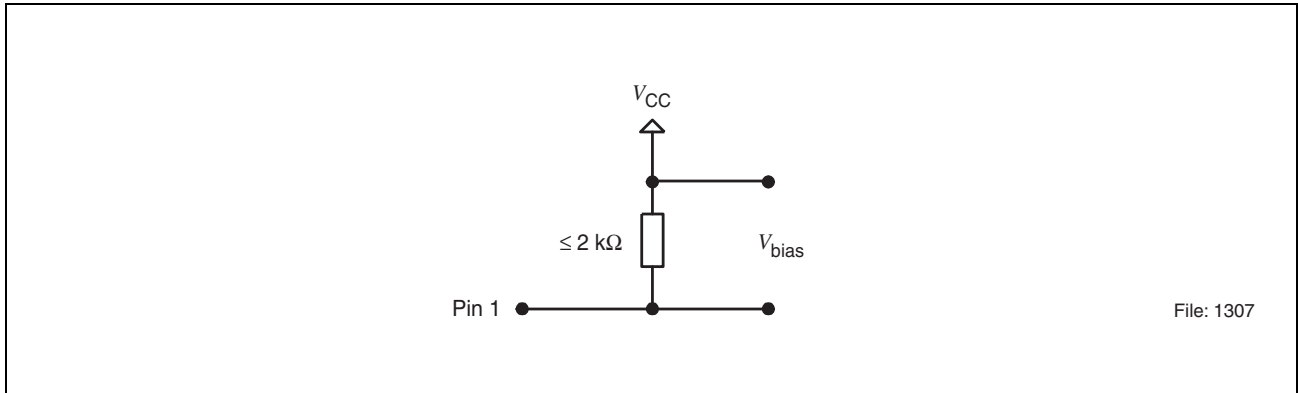 VCC
≤ 2 kΩ
Vbias
Pin 1
File: 1307